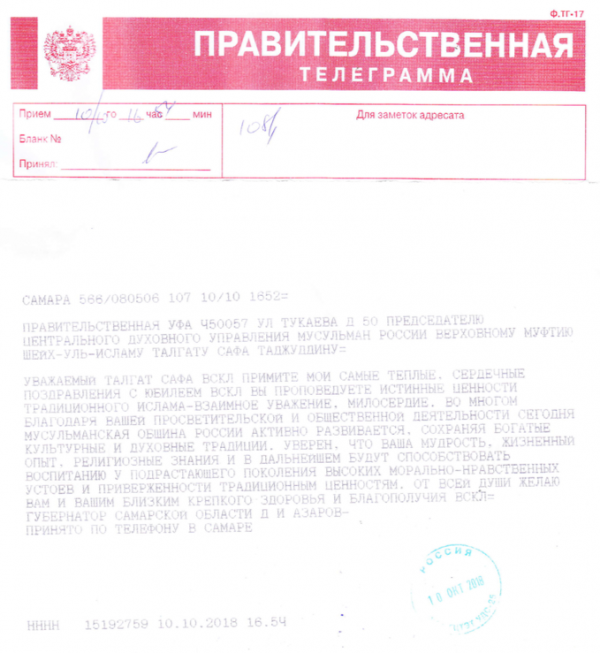 Ф.ТГ-17
ПРАВИТЕЛЬСТВЕННАЯ
ТЕЛЕГРАММА
Прием 10/10 го 16 час 54 мин
Для заметок адресата
Бланк №
1084
Принял:
САМАРА 566/080506 107 10/10 1652=
ПРАВИТЕЛЬСТВЕННАЯ УФА Ч50057 УЛ ТУКАЕВА Д 50 ПРЕДСЕДАТЕЛЮ
ЦЕНТРАЛЬНОГО ДУХОВНОГО УПРАВЛЕНИЯ МУСУЛЬМАН РОССИИ ВЕРХОВНОМУ МУФТИЮ
ШЕЙХ-УЛЬ-ИСЛАМУ ТАЛГАТУ САФА ТАДЖУДДИНУ=
УВАЖАЕМЫЙ ТАЛГАТ САФА ВСКЛ ПРИМИТЕ МОИ САМЫЕ ТЕПЛЫЕ, СЕРДЕЧНЫЕ
ПОЗДРАВЛЕНИЯ С ЮБИЛЕЕМ ВСКЛ ВЫ ПРОПОВЕДУЕТЕ ИСТИННЫЕ ЦЕННОСТИ
ТРАДИЦИОННОГО ИСЛАМА-ВЗАИМНОЕ УВАЖЕНИЕ, МИЛОСЕРДИЕ. ВО МНОГОМ
БЛАГОДАРЯ ВАШЕЙ ПРОСВЕТИТЕЛЬСКОЙ И ОБЩЕСТВЕННОЙ ДЕЯТЕЛЬНОСТИ СЕГОДНЯ
МУСУЛЬМАНСКАЯ ОБЩИНА РОССИИ АКТИВНО РАЗВИВАЕТСЯ, СОХРАНЯЯ БОГАТЫЕ
КУЛЬТУРНЫЕ И ДУХОВНЫЕ ТРАДИЦИИ. УВЕРЕН, ЧТО ВАША МУДРОСТЬ, ЖИЗНЕННЫЙ
ОПЫТ, РЕЛИГИОЗНЫЕ ЗНАНИЯ И В ДАЛЬНЕЙШЕМ БУДУТ СПОСОБСТВОВАТЬ
ВОСПИТАНИЮ У ПОДРАСТАЮЩЕГО ПОКОЛЕНИЯ ВЫСОКИХ МОРАЛЬНО-НРАВСТВЕННЫХ
УСТОЕВ И ПРИВЕРЖЕННОСТИ ТРАДИЦИОННЫМ ЦЕННОСТЯМ. ОТ ВСЕЙ ДУШИ ЖЕЛАЮ
ВАМ И ВАШИМ БЛИЗКИМ КРЕПКОГО ЗДОРОВЬЯ И БЛАГОПОЛУЧИЯ ВСКЛ=
ГУБЕРНАТОР САМАРСКОЙ ОБЛАСТИ Д И АЗАРОВ-
ПРИНЯТО ПО ТЕЛЕФОНУ В САМАРЕ
РОССИЯ
10 ОКТ 2018
НННН 15192759 10.10.2018 16.54